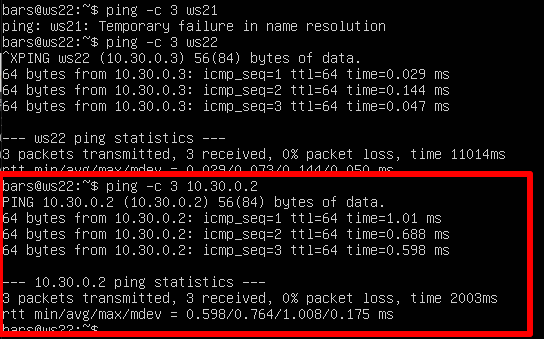 bars@ws22:~$ ping -c 3 ws21
ping: ws21: Temporary failure in name resolution
bars@ws22:~$ ping -c 3 ws22
^XPING ws22 (10.30.0.3) 56(84) bytes of data.
64 bytes from 10.30.0.3: icmp_seq=1 ttl=64 time=0.029 ms
64 bytes from 10.30.0.3: icmp_seq=2 ttl=64 time=0.144 ms
64 bytes from 10.30.0.3: icmp_seq=3 ttl=64 time=0.047 ms
--- ws22 ping statistics ---
3 packets transmitted, 3 received, 0% packet loss, time 11014ms
rtt min/avg/max/mdev = 0.029/0.073/0.144/0.050 ms
bars@ws22:~$ ping -c 3 10.30.0.2
PING 10.30.0.2 (10.30.0.2) 56(84) bytes of data.
64 bytes from 10.30.0.2: icmp_seq=1 ttl=64 time=1.01 ms
64 bytes from 10.30.0.2: icmp_seq=2 ttl=64 time=0.688 ms
64 bytes from 10.30.0.2: icmp_seq=3 ttl=64 time=0.598 ms
--- 10.30.0.2 ping statistics ---
3 packets transmitted, 3 received, 0% packet loss, time 2003ms
rtt min/avg/max/mdev = 0.598/0.764/1.008/0.175 ms
bars@ws22:~$